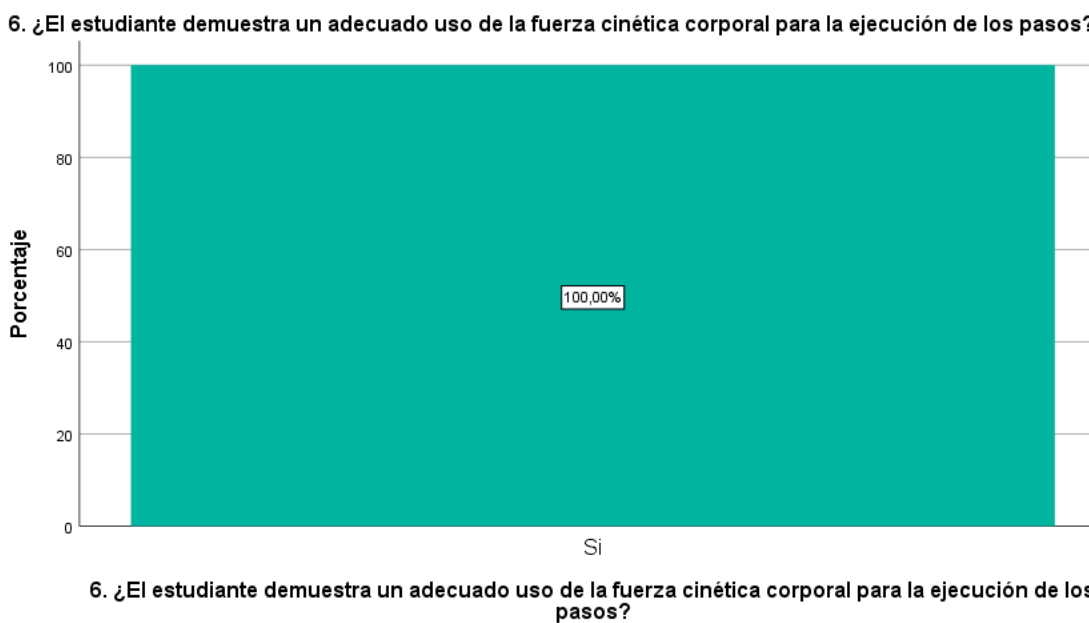 6. ¿El estudiante demuestra un adecuado uso de la fuerza cinética corporal para la ejecución de los pasos?
100
80
60
40
20
0
Porcentaje
100,00%
Si
6. ¿El estudiante demuestra un adecuado uso de la fuerza cinética corporal para la ejecución de los
pasos?